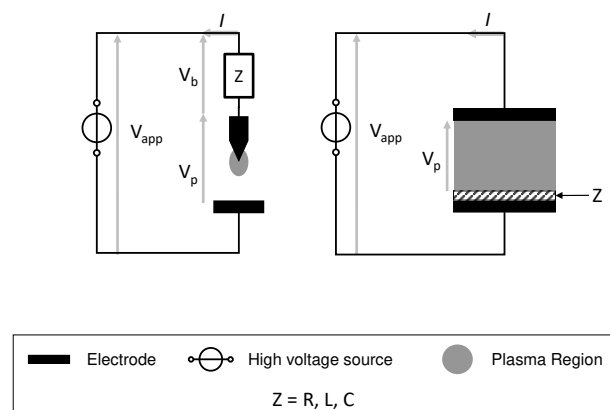 I
I
Z
V_b
V_app
V_p
V_app
V_p
Z
Electrode
High voltage source
Plasma Region
Z = R, L, C